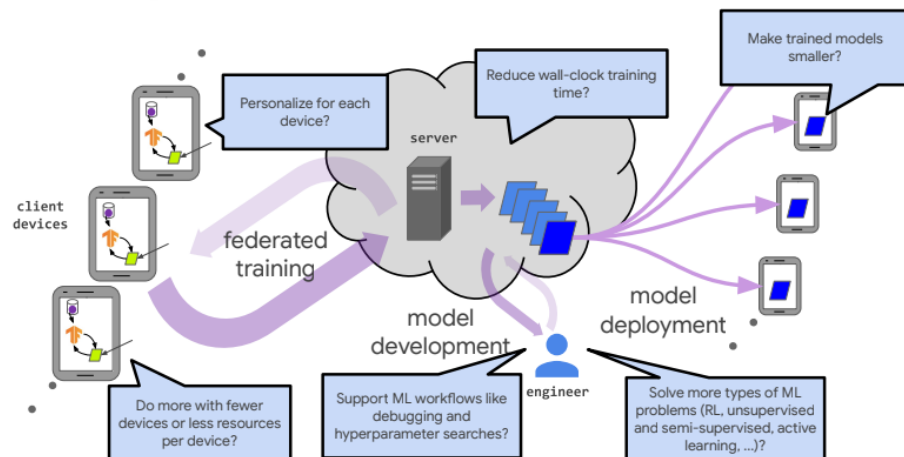 Make trained models
smaller?
Reduce wall-clock training
time?
Personalize for each
device?
server
client
devices
federated
training
model
development
model
deployment
engineer
Do more with fewer
devices or less resources
per device?
Support ML workflows like
debugging and
hyperparameter searches?
Solve more types of ML
problems (RL, unsupervised
and semi-supervised, active
learning, ...)?